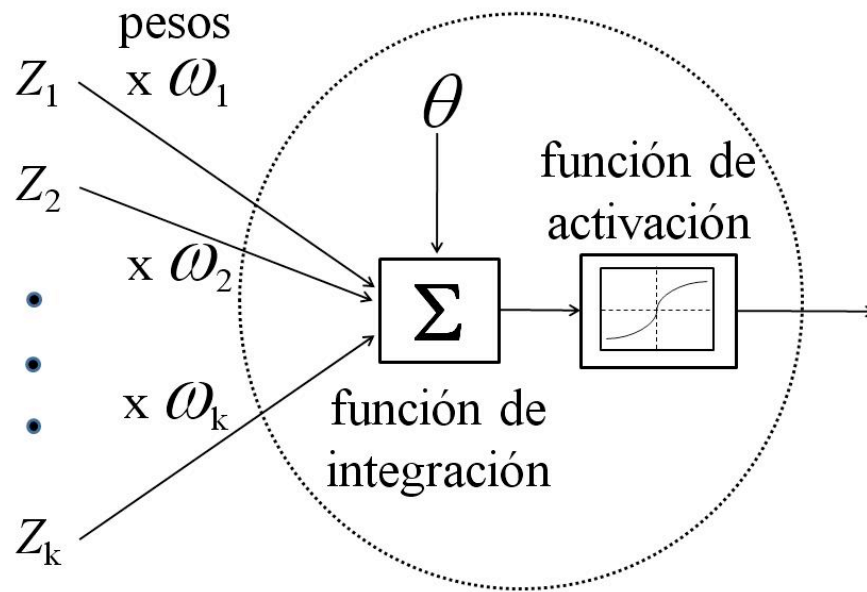 pesos
Z₁
x ω₁
θ
Z₂
función de
activación
x ω₂
Σ
x ωₖ
función de
integración
Zₖ